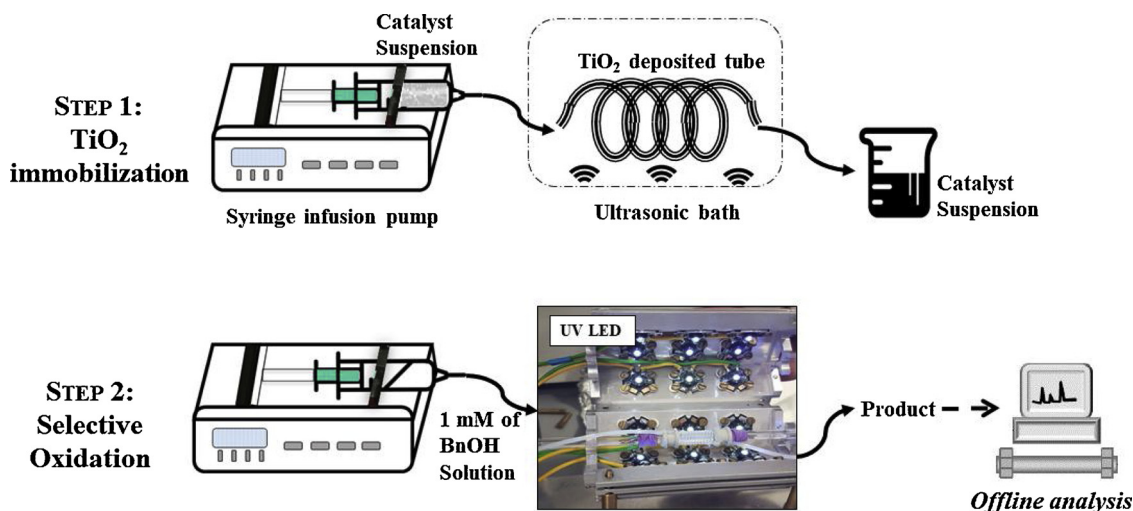 STEP 1:
TiO2
immobilization
Catalyst
Suspension
Syringe infusion pump
TiO2 deposited tube
Ultrasonic bath
Catalyst
Suspension
STEP 2:
Selective
Oxidation
1 mM of
BnOH
Solution
UV LED
Product
Offline analysis